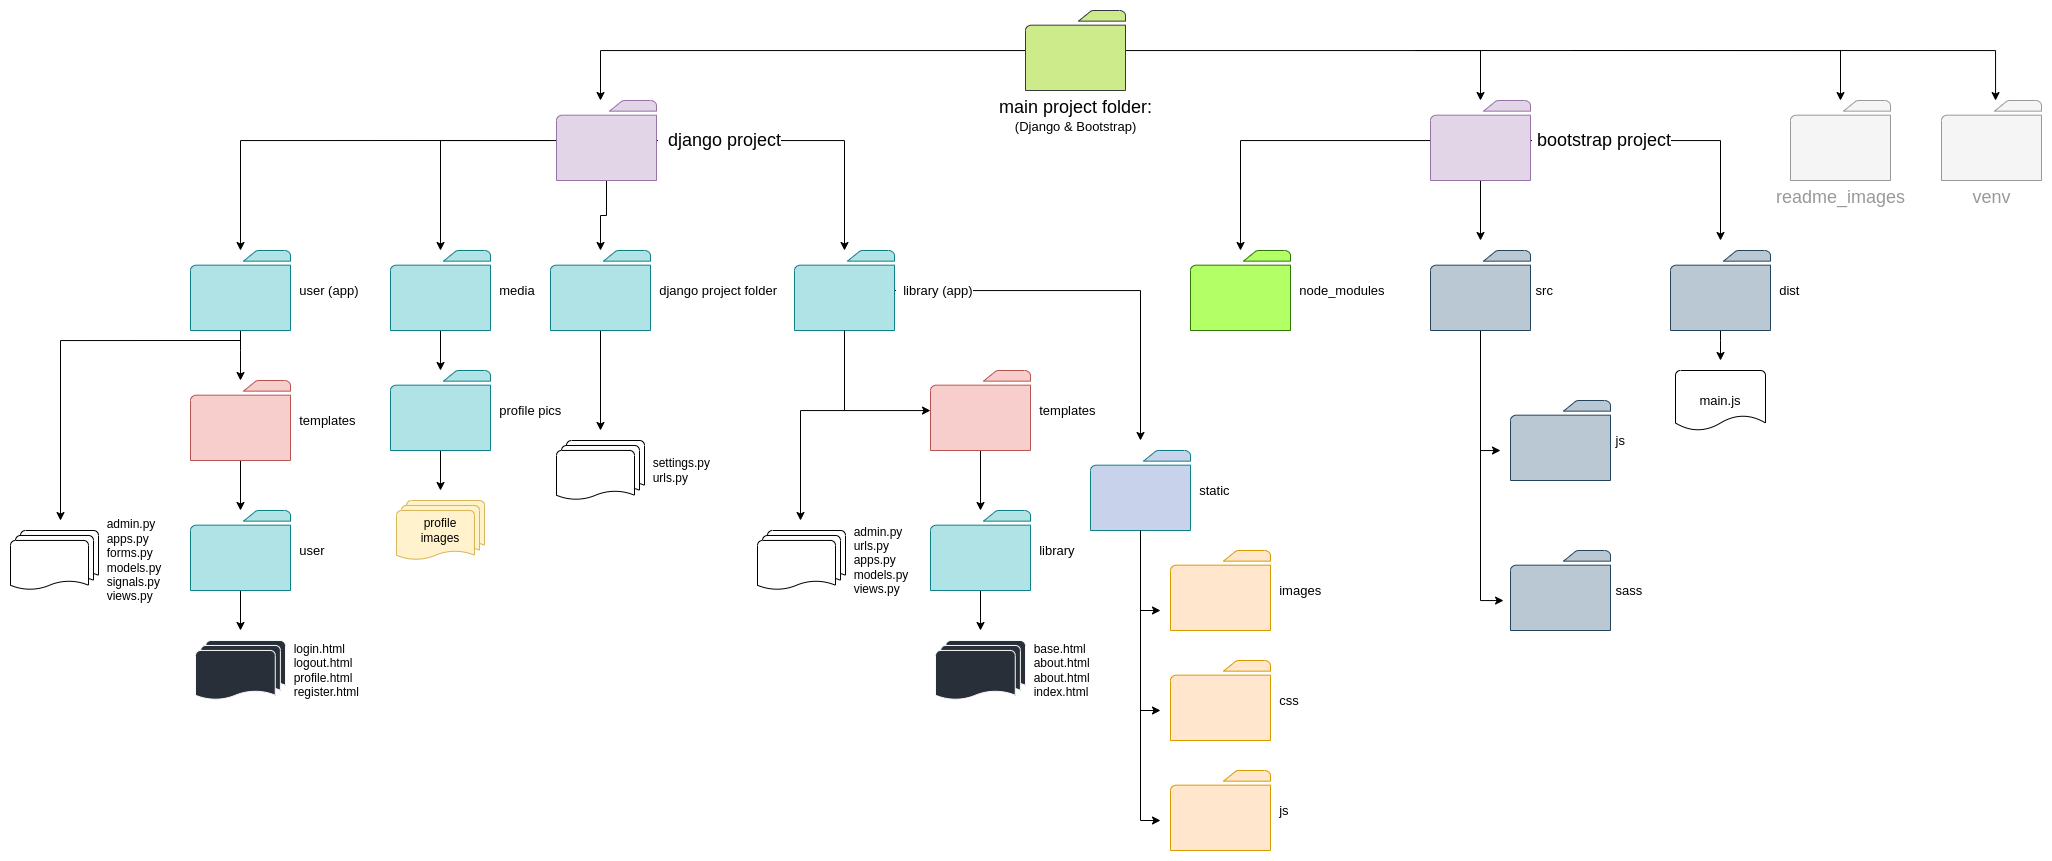 main project folder:
(Django & Bootstrap)
django project
bootstrap project
readme_images
venv
user (app)
media
django project folder
library (app)
node_modules
src
dist
templates
profile pics
templates
main.js
js
settings.py
urls.py
static
admin.py
apps.py
forms.py
models.py
signals.py
views.py
user
profile
images
admin.py
urls.py
apps.py
models.py
views.py
library
images
sass
login.html
logout.html
profile.html
register.html
base.html
about.html
about.html
index.html
css
js